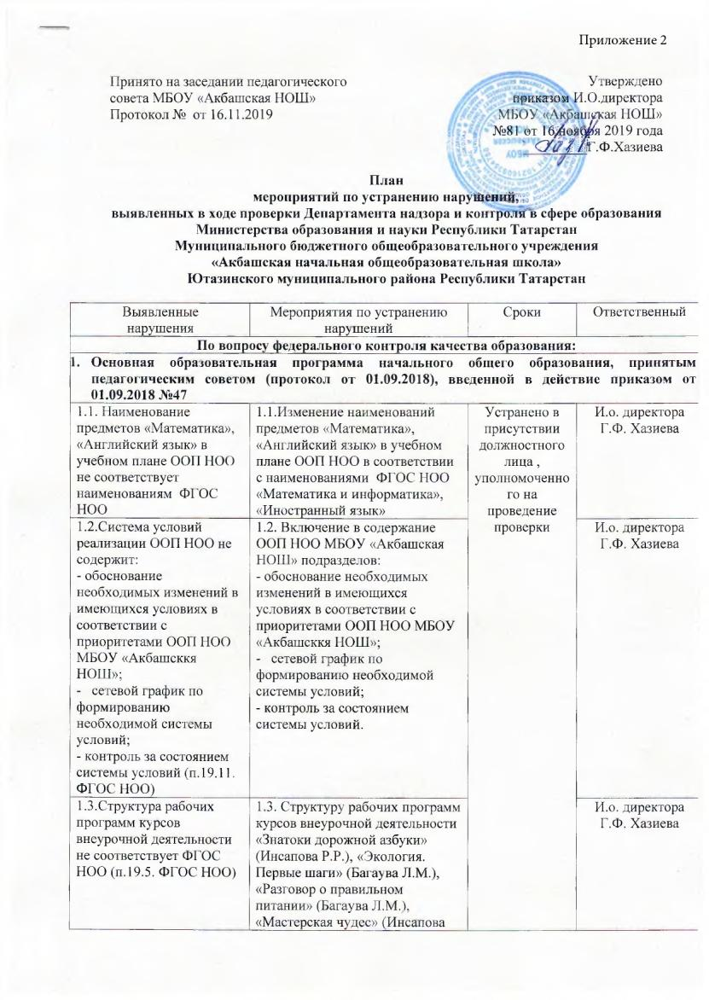 Приложение 2
Принято на заседании педагогического
совета МБОУ «Акбашская НОШ»
Протокол №  от 16.11.2019
Утверждено
приказом И.О.директора
МБОУ «Акбашская НОШ»
№81 от 16 ноября 2019 года
Г.Ф.Хазиева
План
мероприятий по устранению нарушений,
выявленных в ходе проверки Департамента надзора и контроля в сфере образования
Министерства образования и науки Республики Татарстан
Муниципального бюджетного общеобразовательного учреждения
«Акбашская начальная общеобразовательная школа»
Ютазинского муниципального района Республики Татарстан
Выявленные
нарушения
Мероприятия по устранению
нарушений
Сроки
Ответственный
По вопросу федерального контроля качества образования:
1. Основная образовательная программа начального общего образования, принятым
педагогическим советом (протокол от 01.09.2018), введенной в действие приказом от
01.09.2018 №47
1.1. Наименование
предметов «Математика»,
«Английский язык» в
учебном плане ООП НОО
не соответствует
наименованиям  ФГОС
НОО
1.1.Изменение наименований
предметов «Математика»,
«Английский язык» в учебном
плане ООП НОО в соответствии
с наименованиями  ФГОС НОО
«Математика и информатика»,
«Иностранный язык»
Устранено в
присутствии
должностного
лица ,
уполномоченно
го на
проведение
проверки
И.о. директора
Г.Ф. Хазиева
1.2.Система условий
реализации ООП НОО не
содержит:
- обоснование
необходимых изменений в
имеющихся условиях в
соответствии с
приоритетами ООП НОО
МБОУ «Акбашсккя
НОШ»;
-   сетевой график по
формированию
необходимой системы
условий;
- контроль за состоянием
системы условий (п.19.11.
ФГОС НОО)
1.2. Включение в содержание
ООП НОО МБОУ «Акбашская
НОШ» подразделов:
- обоснование необходимых
изменений в имеющихся
условиях в соответствии с
приоритетами ООП НОО МБОУ
«Акбашсккя НОШ»;
-   сетевой график по
формированию необходимой
системы условий;
- контроль за состоянием
системы условий.
И.о. директора
Г.Ф. Хазиева
1.3.Структура рабочих
программ курсов
внеурочной деятельности
не соответствует ФГОС
НОО (п.19.5. ФГОС НОО)
1.3. Структуру рабочих программ
курсов внеурочной деятельности
«Знатоки дорожной азбуки»
(Инсапова Р.Р.), «Экология.
Первые шаги» (Багаува Л.М.),
«Разговор о правильном
питании» (Багаува Л.М.),
«Мастерская чудес» (Инсапова
И.о. директора
Г.Ф. Хазиева